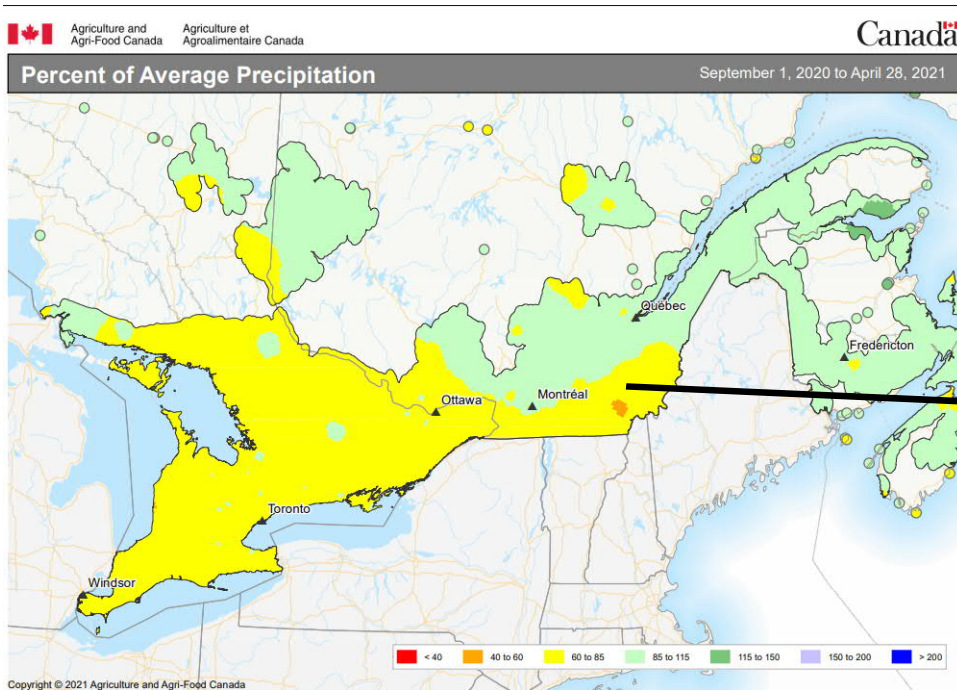 Agriculture and
Agri-Food Canada
Agriculture et
Agroalimentaire Canada
Canada
Percent of Average Precipitation
September 1, 2020 to April 28, 2021
Québec
Fredericton
Ottawa
Montréal
Toronto
Windsor
< 40
40 to 60
60 to 85
85 to 115
115 to 150
150 to 200
> 200
Copyright © 2021 Agriculture and Agri-Food Canada